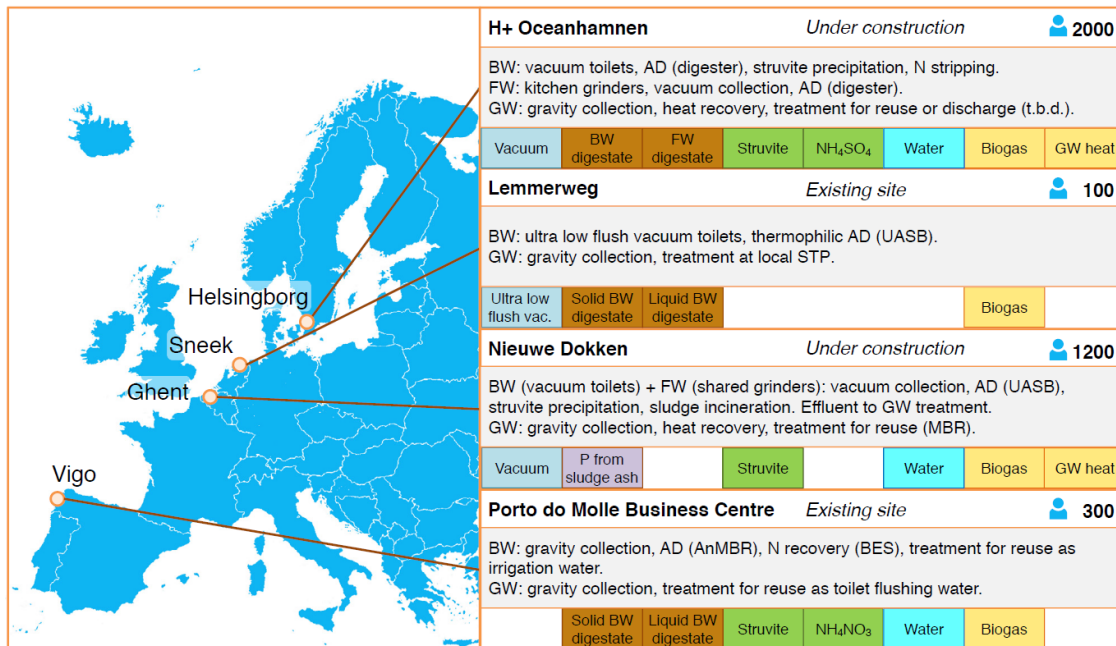 H+ Oceanhamnen Under construction 2000
BW: vacuum toilets, AD (digester), struvite precipitation, N stripping.
FW: kitchen grinders, vacuum collection, AD (digester).
GW: gravity collection, heat recovery, treatment for reuse or discharge (t.b.d.).
Vacuum
BW
digestate
FW
digestate
Struvite
NH₄SO₄
Water
Biogas
GW heat
Lemmerweg Existing site 100
BW: ultra low flush vacuum toilets, thermophilic AD (UASB).
GW: gravity collection, treatment at local STP.
Ultra low
flush vac.
Solid BW
digestate
Liquid BW
digestate
Biogas
Nieuwe Dokken Under construction 1200
BW (vacuum toilets) + FW (shared grinders): vacuum collection, AD (UASB),
struvite precipitation, sludge incineration. Effluent to GW treatment.
GW: gravity collection, heat recovery, treatment for reuse (MBR).
Vacuum
P from
sludge ash
Struvite
Water
Biogas
GW heat
Porto do Molle Business Centre Existing site 300
BW: gravity collection, AD (AnMBR), N recovery (BES), treatment for reuse as
irrigation water.
GW: gravity collection, treatment for reuse as toilet flushing water.
Solid BW
digestate
Liquid BW
digestate
Struvite
NH₄NO₃
Water
Biogas
Helsingborg
Sneek
Ghent
Vigo